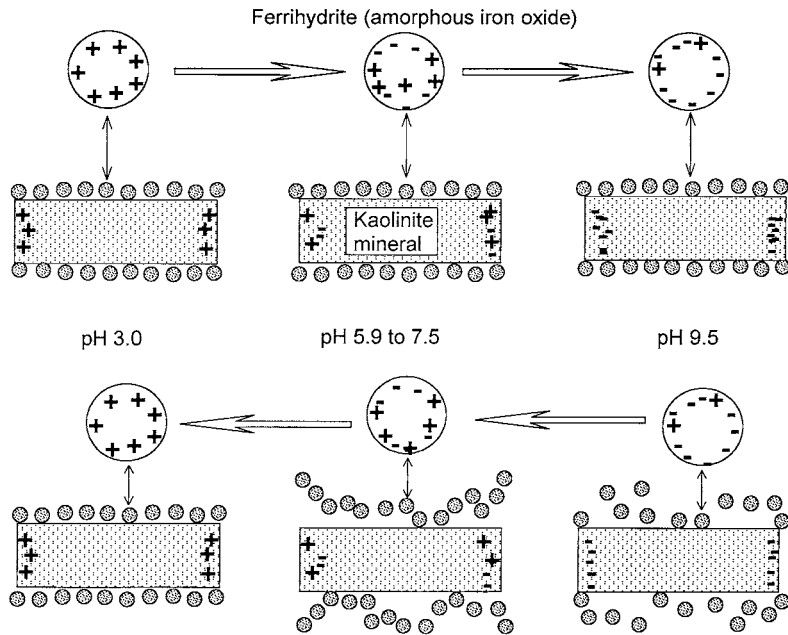 Ferrihydrite (amorphous iron oxide)
Kaolinite
mineral
pH 3.0
pH 5.9 to 7.5
pH 9.5